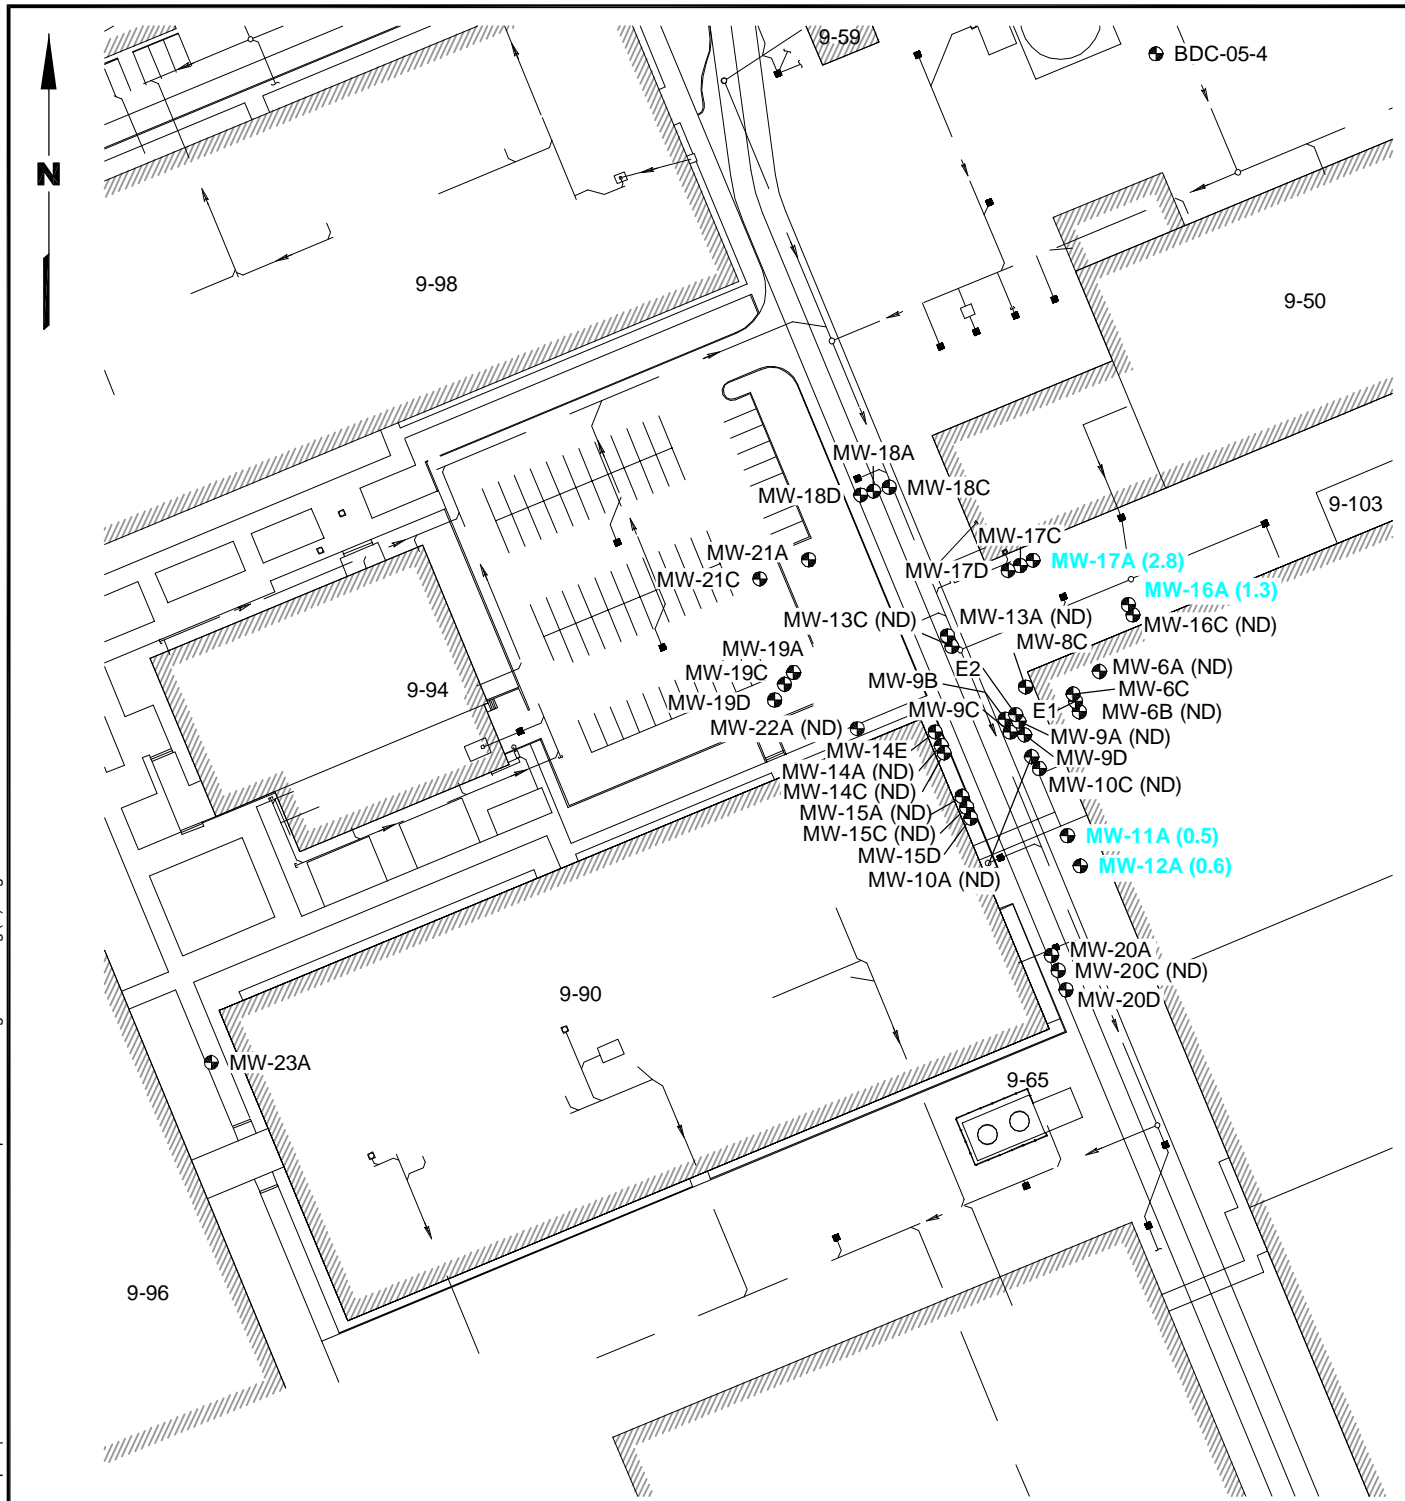 9-59
BDC-05-4
N
9-98
9-50
MW-18A
MW-18D
MW-18C
9-103
MW-17C
MW-21A
MW-17D
MW-17A (2.8)
MW-21C
MW-16A (1.3)
MW-13C (ND)
MW-13A (ND)
MW-16C (ND)
MW-8C
MW-19A
E2
MW-6A (ND)
MW-19C
MW-9B
MW-6C
9-94
MW-19D
MW-9C
E1
MW-6B (ND)
MW-22A (ND)
MW-9A (ND)
MW-14E
MW-9D
MW-14A (ND)
MW-10C (ND)
MW-14C (ND)
MW-15A (ND)
MW-15C (ND)
MW-11A (0.5)
MW-15D
MW-12A (0.6)
MW-10A (ND)
MW-20A
MW-20C (ND)
9-90
MW-20D
MW-23A
9-65
9-96